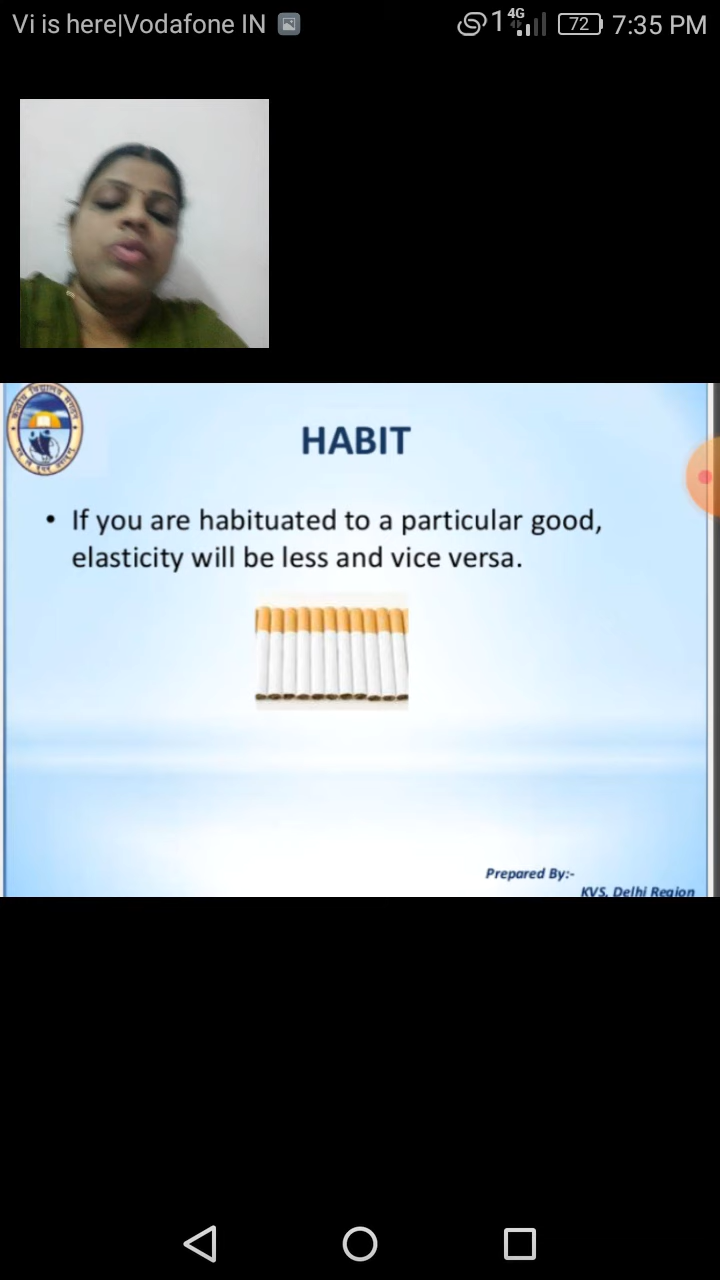 Vi is here|Vodafone IN
1 4G 72 7:35 PM
HABIT
• If you are habituated to a particular good,
elasticity will be less and vice versa.
Prepared By:-
KVS, Delhi Region